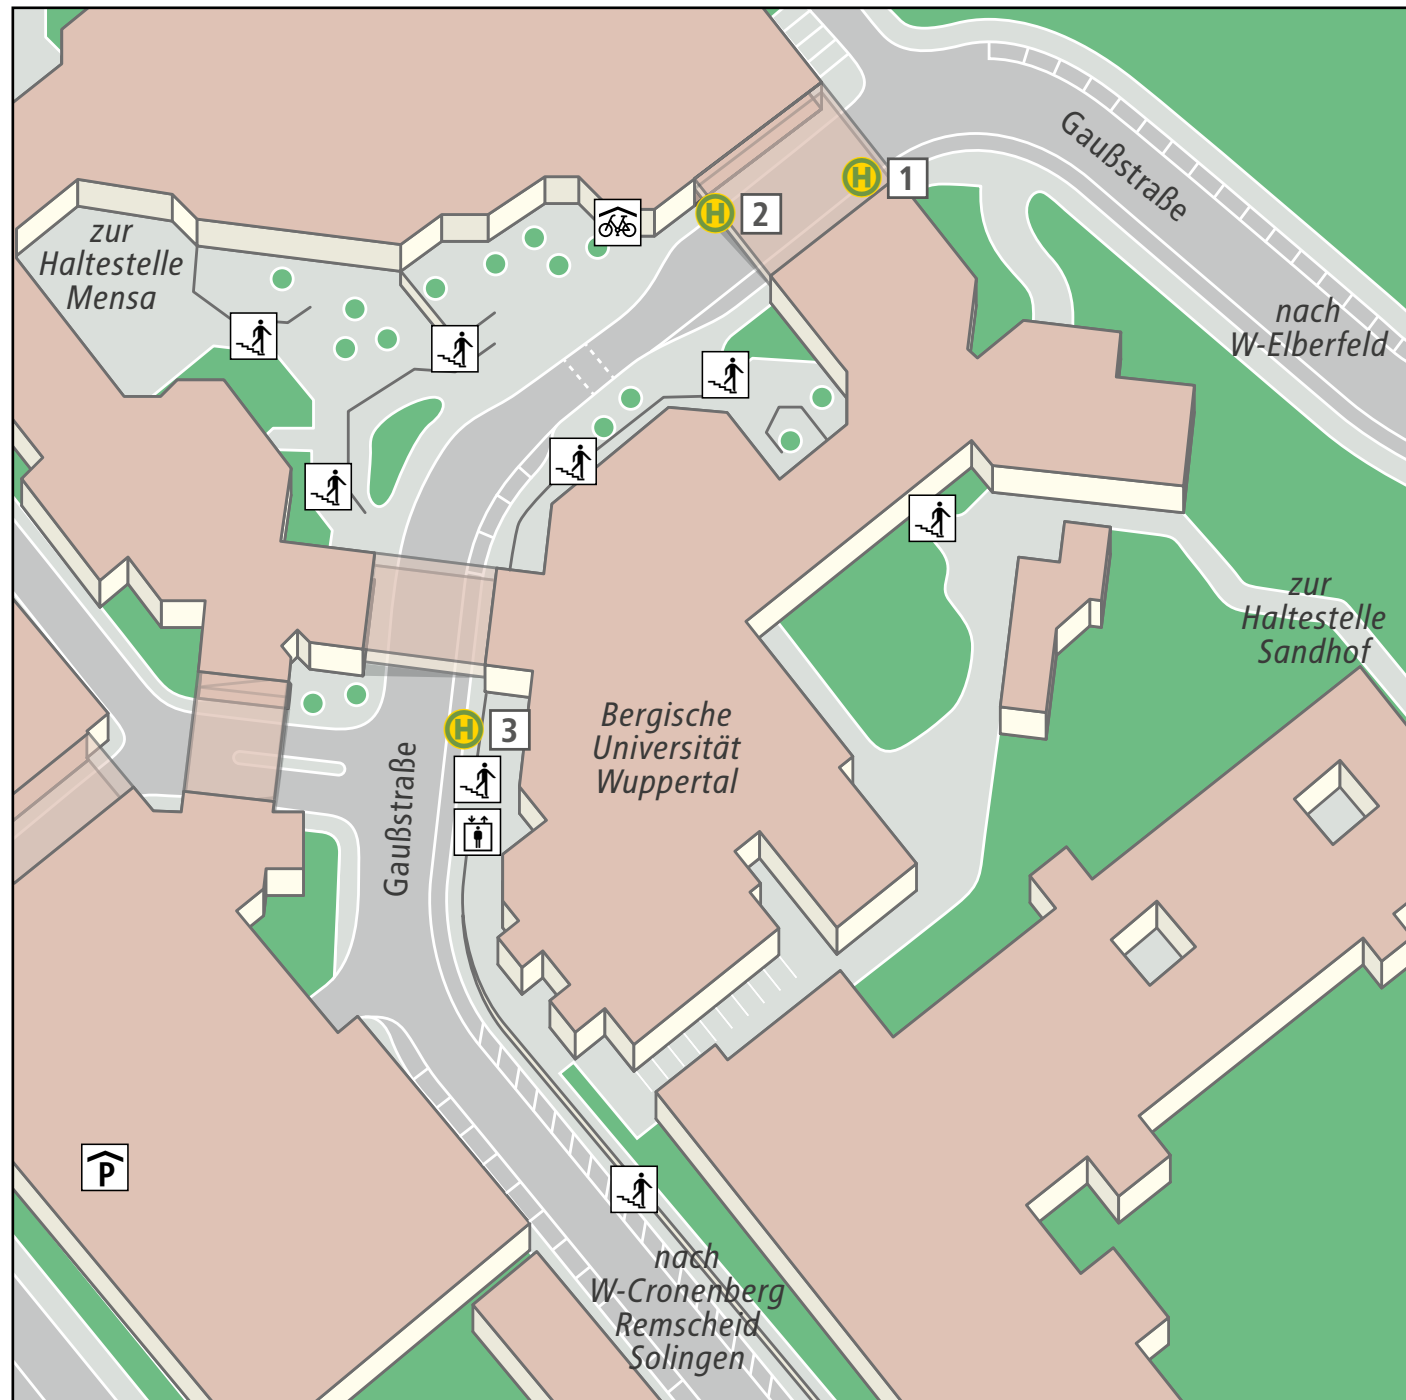 Gaußstraße
H 1
H 2
zur
Haltestelle
Mensa
nach
W-Elberfeld
zur
Haltestelle
Sandhof
Bergische
Universität
Wuppertal
H 3
Gaußstraße
P
nach
W-Cronenberg
Remscheid
Solingen